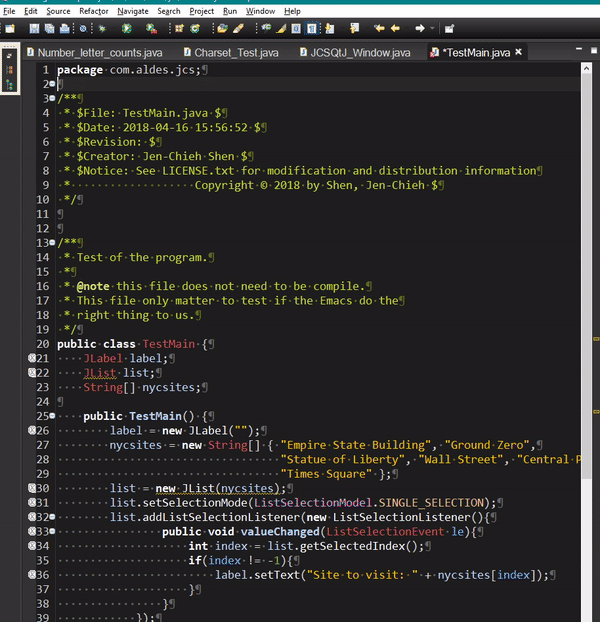 File Edit Source Refactor Navigate Search Project Run Window Help
Number_letter_counts.java Charset_Test.java JCSQtJ_Window.java *TestMain.java
1 package com.aldes.jcs;
2
3 /**
4 * $File: TestMain.java $
5 * $Date: 2018-04-16 15:56:52 $
6 * $Revision: $
7 * $Creator: Jen-Chieh Shen $
8 * $Notice: See LICENSE.txt for modification and distribution information
9 * Copyright © 2018 by Shen, Jen-Chieh $
10 */
11
12
13 /**
14 * Test of the program.
15 *
16 * @note this file does not need to be compile.
17 * This file only matter to test if the Emacs do the
18 * right thing to us.
19 */
20 public class TestMain {
21 JLabel label;
22 JList list;
23 String[] nycsites;
24
25 public TestMain() {
26 label = new JLabel("");
27 nycsites = new String[] { "Empire State Building", "Ground Zero",
28 "Statue of Liberty", "Wall Street", "Central P
29 "Times Square" };
30 list = new JList(nycsites);
31 list.setSelectionMode(ListSelectionModel.SINGLE_SELECTION);
32 list.addListSelectionListener(new ListSelectionListener(){
33 public void valueChanged(ListSelectionEvent le){
34 int index = list.getSelectedIndex();
35 if(index != -1){
36 label.setText("Site to visit: " + nycsites[index]);
37 }
38 }
39 });